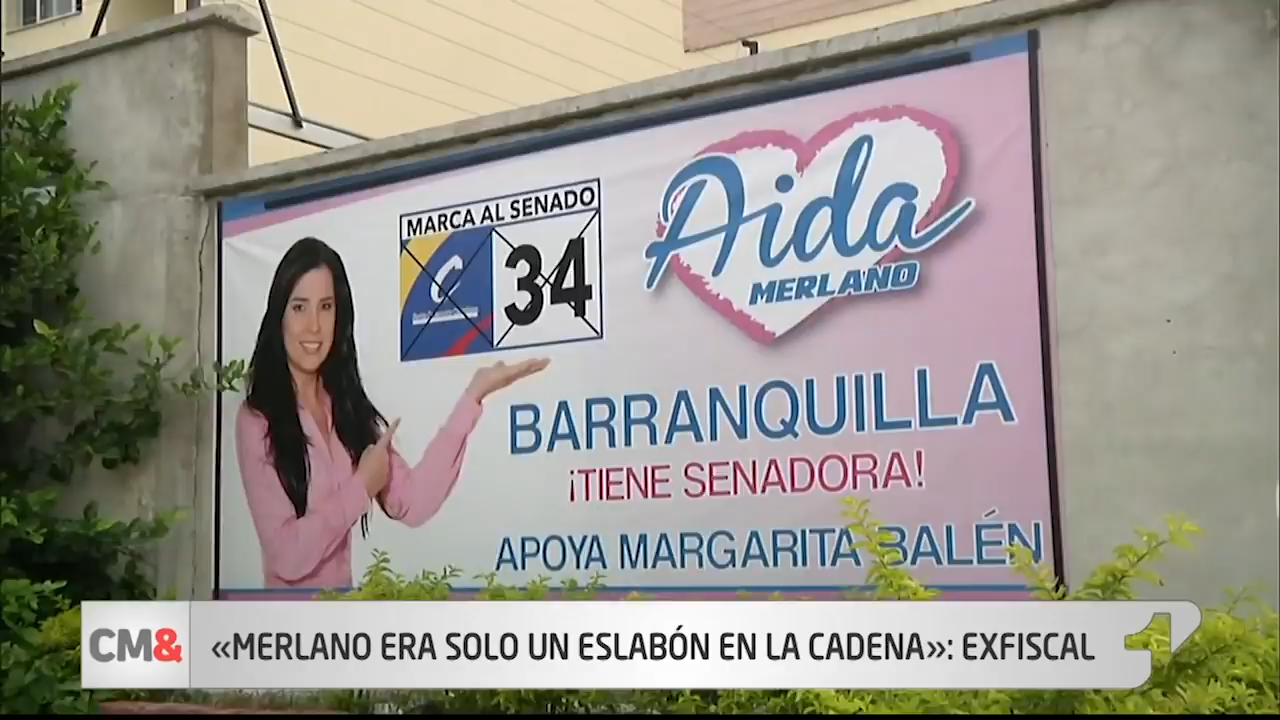 MARCA AL SENADO
34
Aida
MERLANO
BARRANQUILLA
¡TIENE SENADORA!
APOYA MARGARITA BALÉN
CM& «MERLANO ERA SOLO UN ESLABÓN EN LA CADENA»: EXFISCAL 1